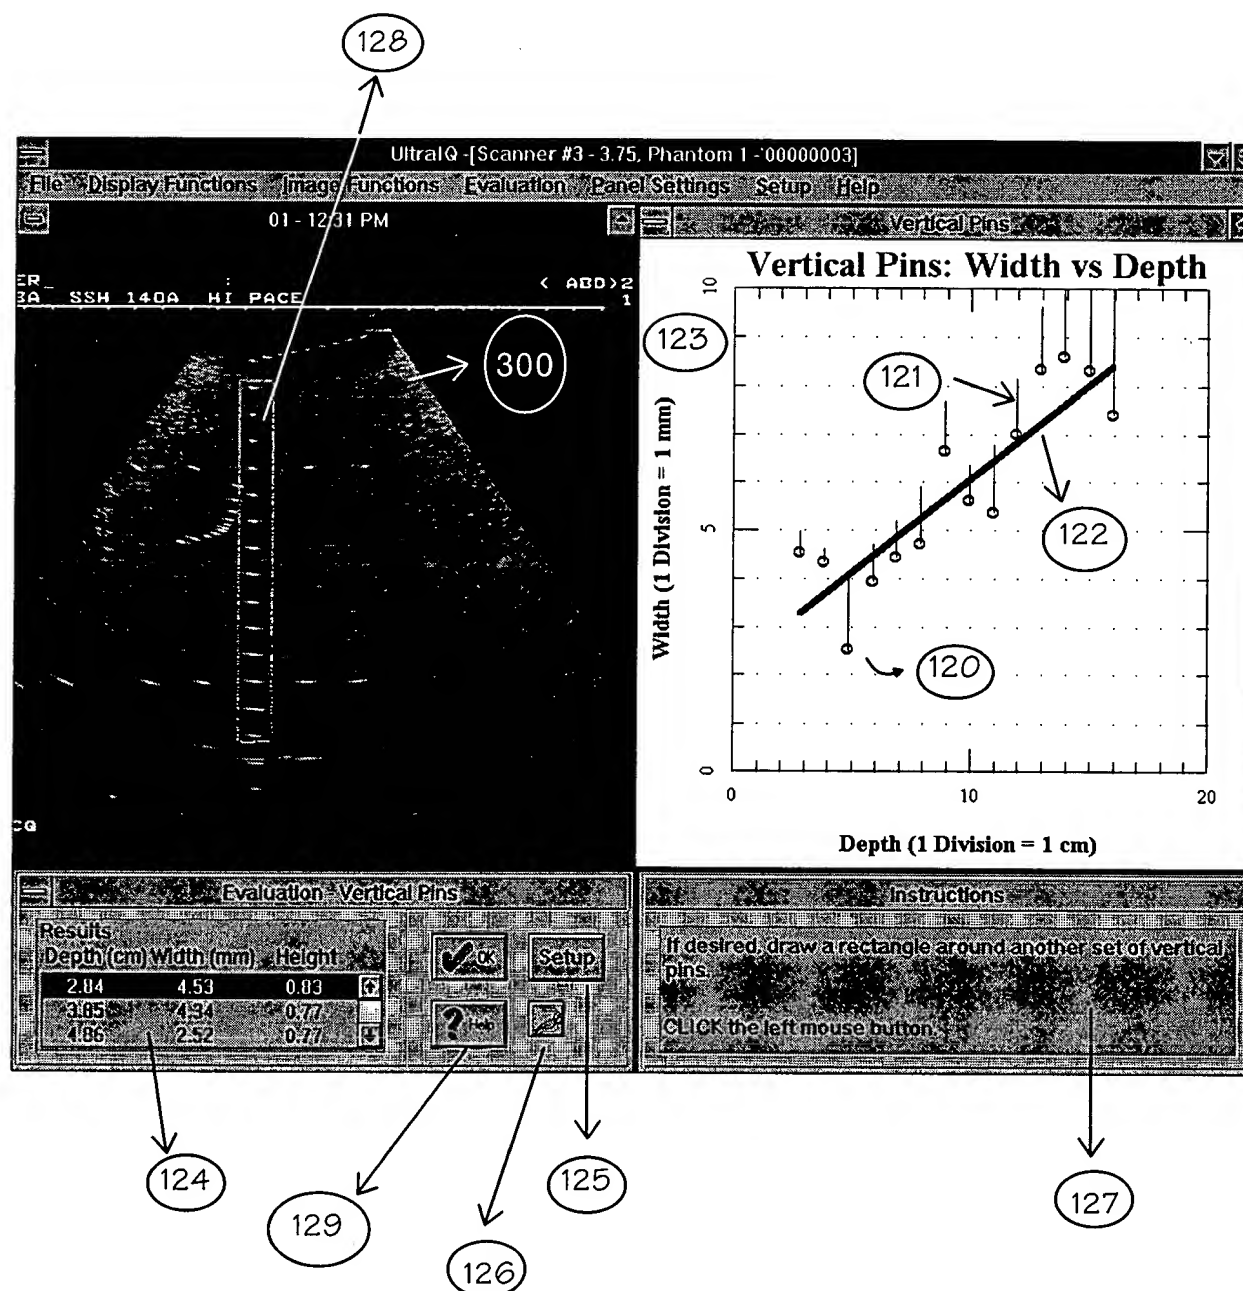 128
UltraIQ -[Scanner #3 - 3.75, Phantom 1 -'00000003]
File Display Functions Image Functions Evaluation Panel Settings Setup Help
01 - 12:31 PM
Vertical Pins
ER_ : < ABD>2
3A_ SSH 140A HI PACE 1
300
CQ
Vertical Pins: Width vs Depth
123
121
122
120
Width (1 Division = 1 mm)
10
5
0
0 10 20
Depth (1 Division = 1 cm)
Evaluation - Vertical Pins
Results
Depth (cm) Width (mm) Height
2.84 4.53 0.83
3.85 4.34 0.77
4.86 2.52 0.77
OK
Setup
? Help
Instructions
If desired, draw a rectangle around another set of vertical
pins.
CLICK the left mouse button.
124
129
126
125
127